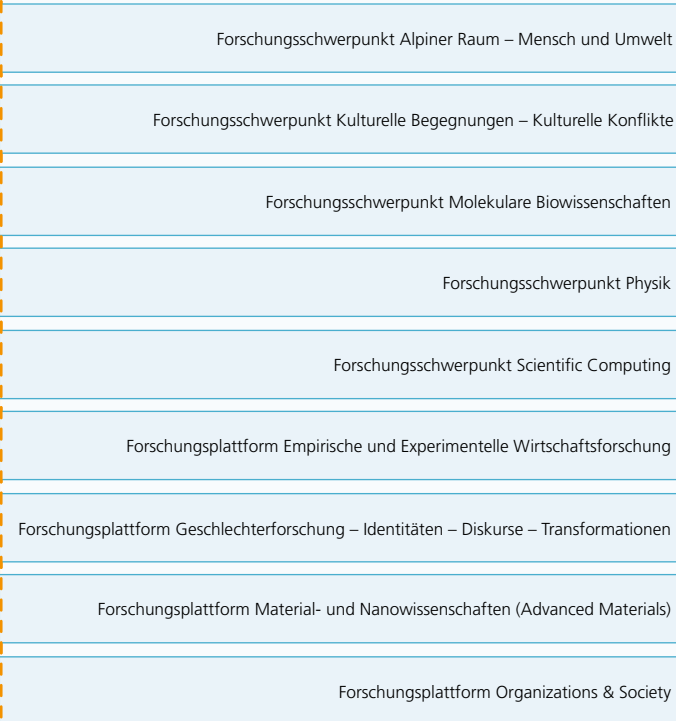 Forschungsschwerpunkt Alpiner Raum – Mensch und Umwelt
Forschungsschwerpunkt Kulturelle Begegnungen – Kulturelle Konflikte
Forschungsschwerpunkt Molekulare Biowissenschaften
Forschungsschwerpunkt Physik
Forschungsschwerpunkt Scientific Computing
Forschungsplattform Empirische und Experimentelle Wirtschaftsforschung
Forschungsplattform Geschlechterforschung – Identitäten – Diskurse – Transformationen
Forschungsplattform Material- und Nanowissenschaften (Advanced Materials)
Forschungsplattform Organizations & Society